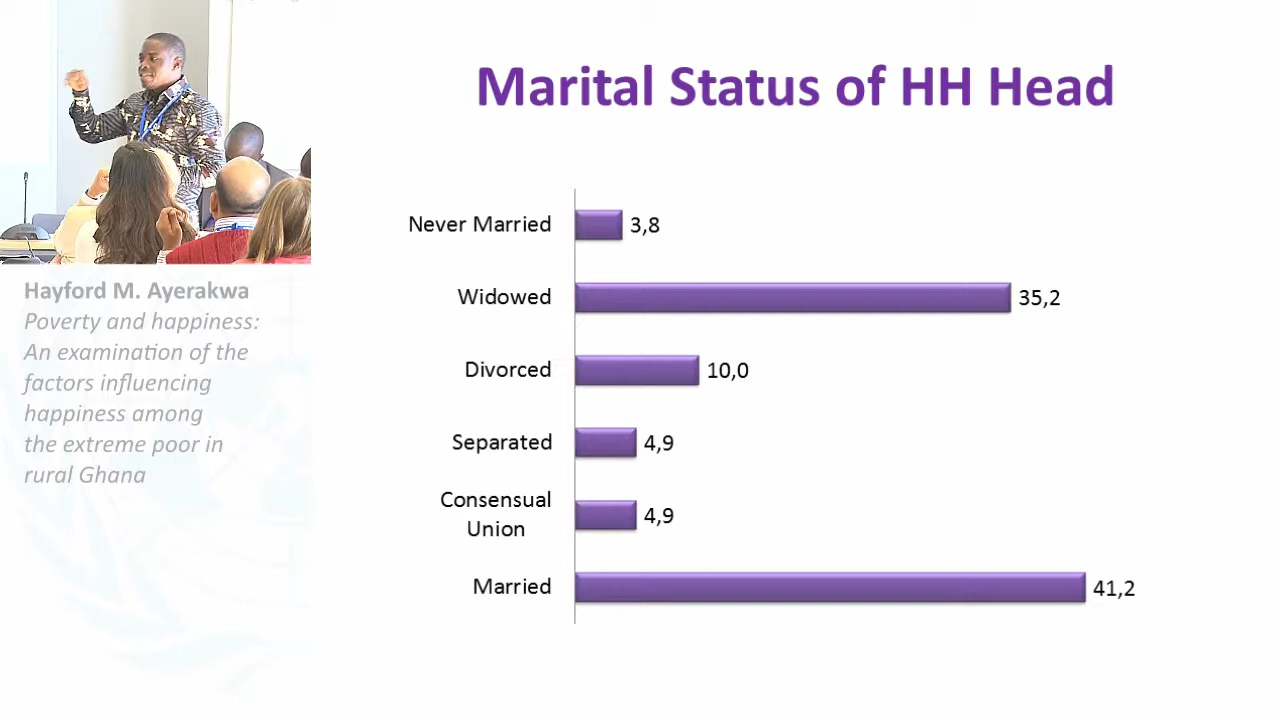 Marital Status of HH Head
Never Married 3,8
Widowed 35,2
Divorced 10,0
Separated 4,9
Consensual
Union 4,9
Married 41,2
Hayford M. Ayerakwa
Poverty and happiness:
An examination of the
factors influencing
happiness among
the extreme poor in
rural Ghana